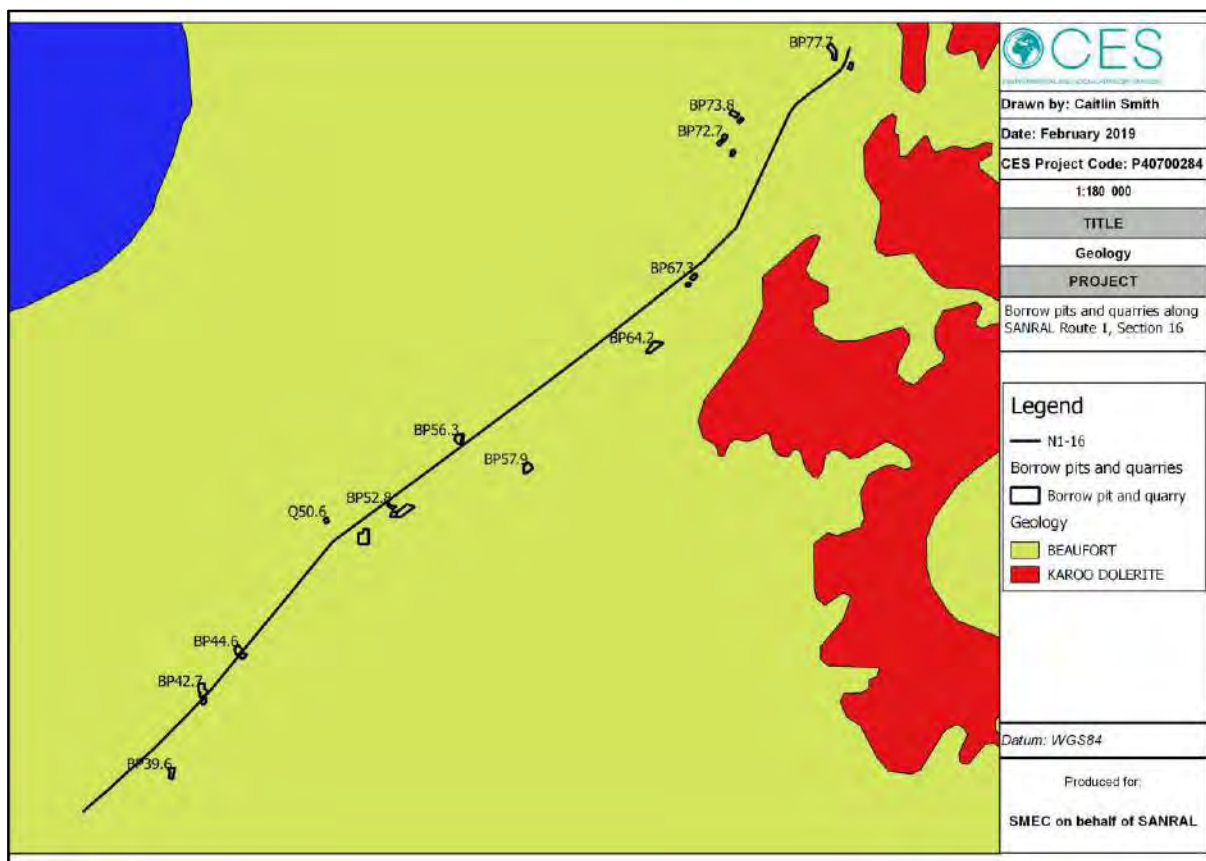 BP77.7
BP73.8
BP72.7
BP67.3
BP64.2
BP56.3
BP57.9
BP52.8
Q50.6
BP44.6
BP42.7
BP39.6
CES
Drawn by: Caitlin Smith
Date: February 2019
CES Project Code: P40700284
1:180 000
TITLE
Geology
PROJECT
Borrow pits and quarries along
SANRAL Route 1, Section 16
Legend
N1-16
Borrow pits and quarries
Borrow pit and quarry
Geology
BEAUFORT
KAROO DOLERITE
Datum: WGS84
Produced for:
SMEC on behalf of SANRAL